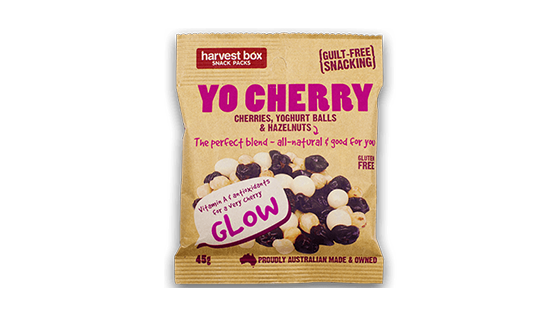 harvest box
SNACK PACKS
{GUILT-FREE
SNACKING}
YO CHERRY
CHERRIES, YOGHURT BALLS
& HAZELNUTS
The perfect blend - all-natural & good for you
GLUTEN
FREE
Vitamin A & antioxidants
for a very Cherry
GLOW
45g
PROUDLY AUSTRALIAN MADE & OWNED